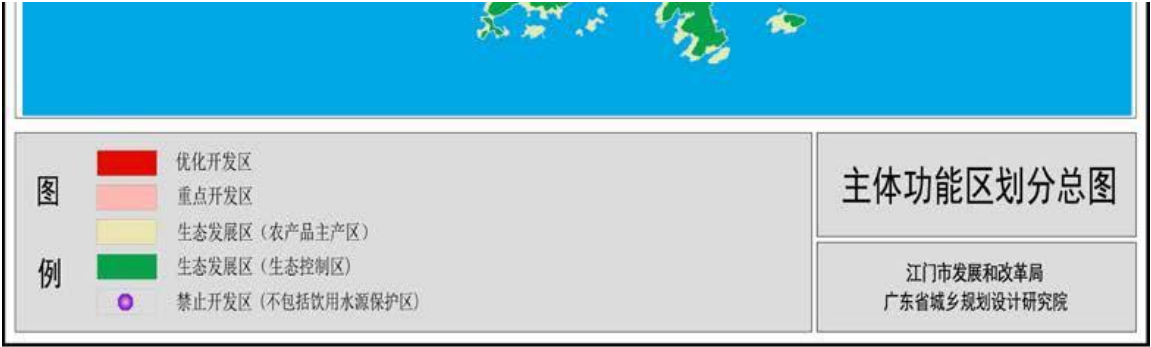 图例
优化开发区
重点开发区
生态发展区（农产品主产区）
生态发展区（生态控制区）
禁止开发区（不包括饮用水源保护区）
主体功能区划分总图
江门市发展和改革局
广东省城乡规划设计研究院